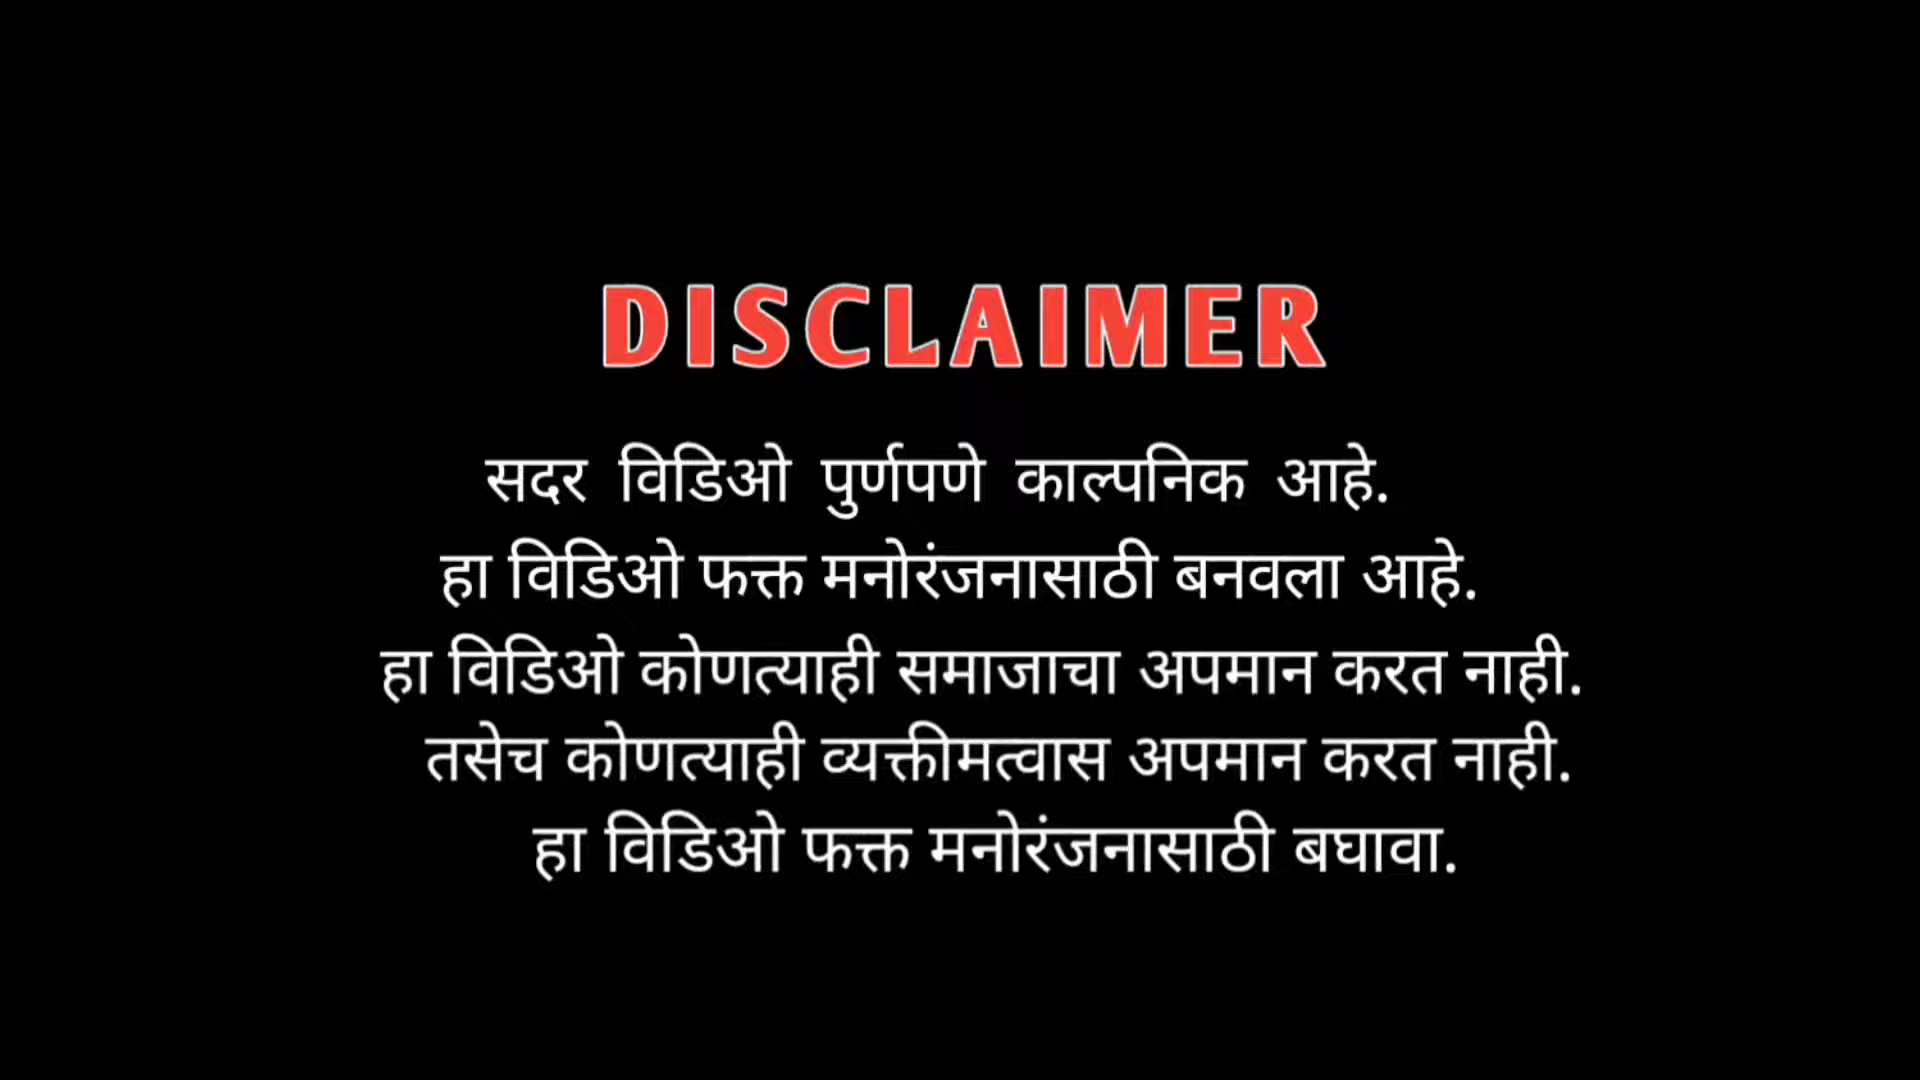 DISCLAIMER
सदर विडिओ पुर्णपणे काल्पनिक आहे.
हा विडिओ फक्त मनोरंजनासाठी बनवला आहे.
हा विडिओ कोणत्याही समाजाचा अपमान करत नाही.
तसेच कोणत्याही व्यक्तीमत्वास अपमान करत नाही.
हा विडिओ फक्त मनोरंजनासाठी बघावा.